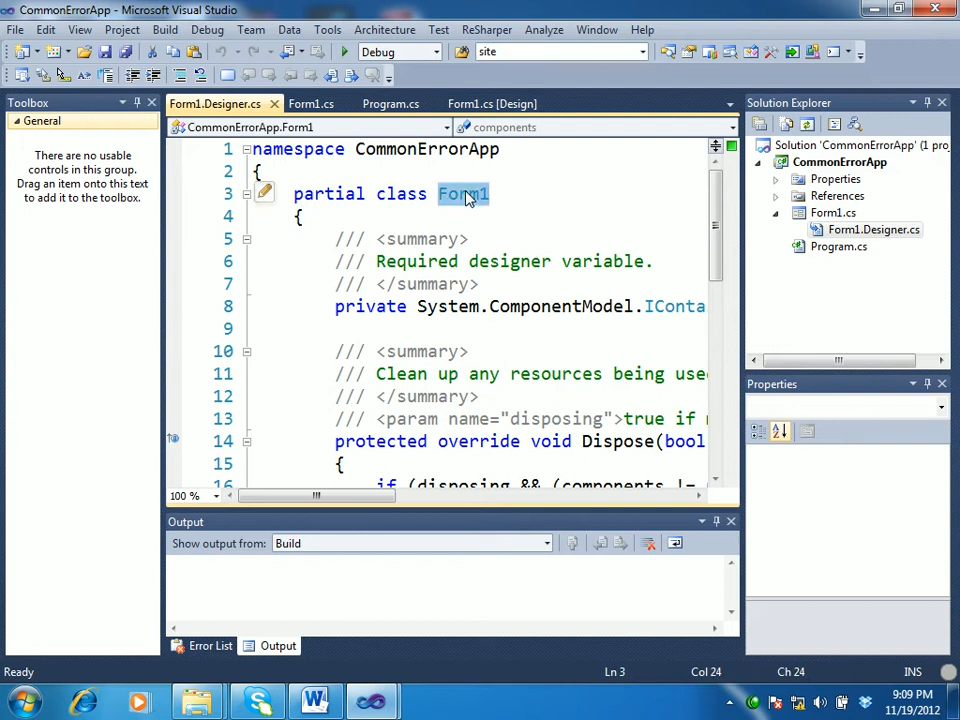 CommonErrorApp - Microsoft Visual Studio
File Edit View Project Build Debug Team Data Tools Architecture Test ReSharper Analyze Window Help
Debug site
Toolbox
General
There are no usable
controls in this group.
Drag an item onto this text
to add it to the toolbox.
Form1.Designer.cs Form1.cs Program.cs Form1.cs [Design]
CommonErrorApp.Form1 components
1 namespace CommonErrorApp
2 {
3 partial class Form1
4 {
5 /// <summary>
6 /// Required designer variable.
7 /// </summary>
8 private System.ComponentModel.IConta
9
10 /// <summary>
11 /// Clean up any resources being use
12 /// </summary>
13 /// <param name="disposing">true if
14 protected override void Dispose(bool
15 {
16 if (disposing && (components !=
100 %
Solution Explorer
Solution 'CommonErrorApp' (1 proj
CommonErrorApp
Properties
References
Form1.cs
Form1.Designer.cs
Program.cs
Properties
Output
Show output from: Build
Error List Output
Ready Ln 3 Col 24 Ch 24 INS
9:09 PM
11/19/2012